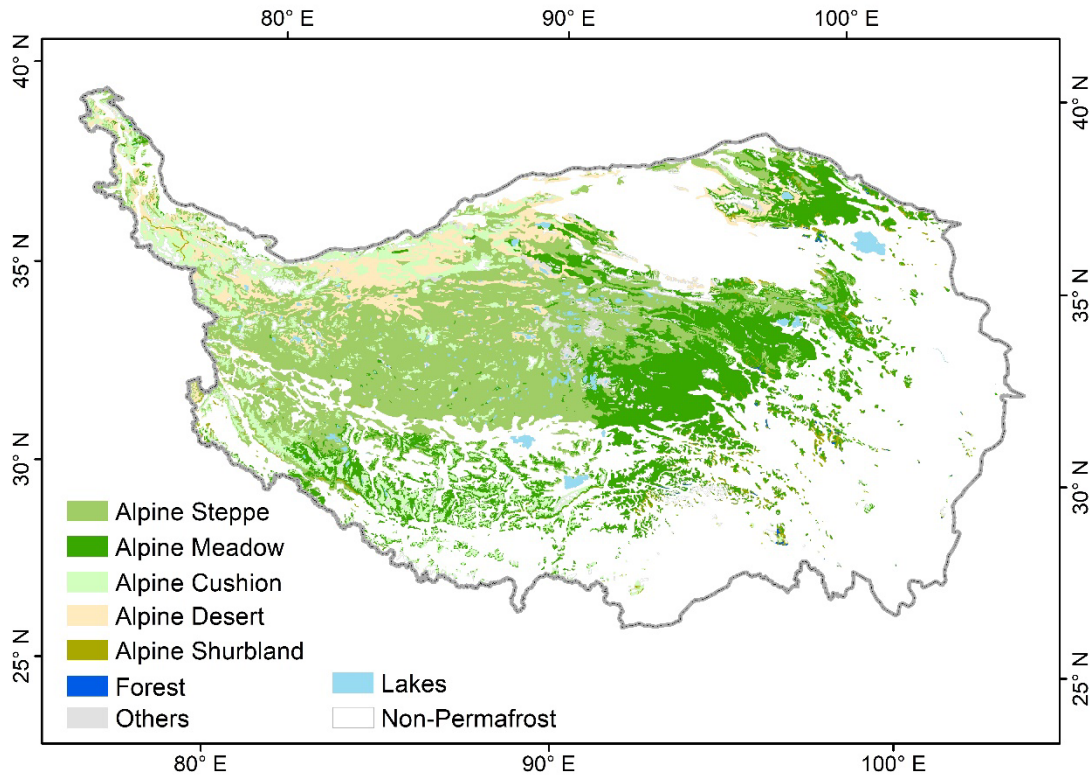 80° E 90° E 100° E
40° N
40° N
35° N
35° N
30° N
30° N
25° N
25° N
Alpine Steppe
Alpine Meadow
Alpine Cushion
Alpine Desert
Alpine Shurbland
Forest
Others
Lakes
Non-Permafrost
80° E 90° E 100° E